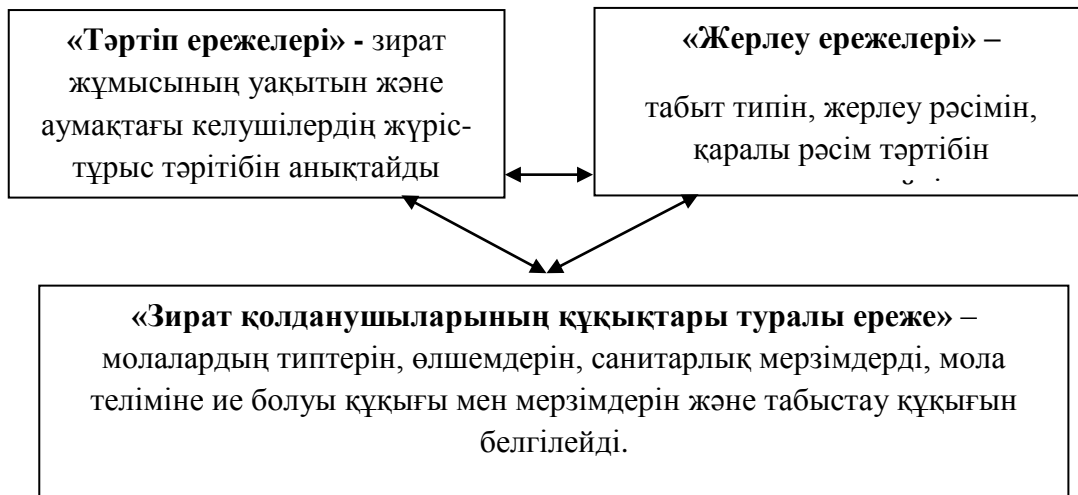 «Тәртіп ережелері» - зират
жұмысының уақытын және
аумақтағы келушілердің жүріс-
тұрыс тәрітібін анықтайды
«Жерлеу ережелері» –
табыт типін, жерлеу рәсімін,
қаралы рәсім тәртібін
«Зират қолданушыларының құқықтары туралы ереже» –
молалардың типтерін, өлшемдерін, санитарлық мерзімдерді, мола
теліміне ие болуы құқығы мен мерзімдерін және табыстау құқығын
белгілейді.